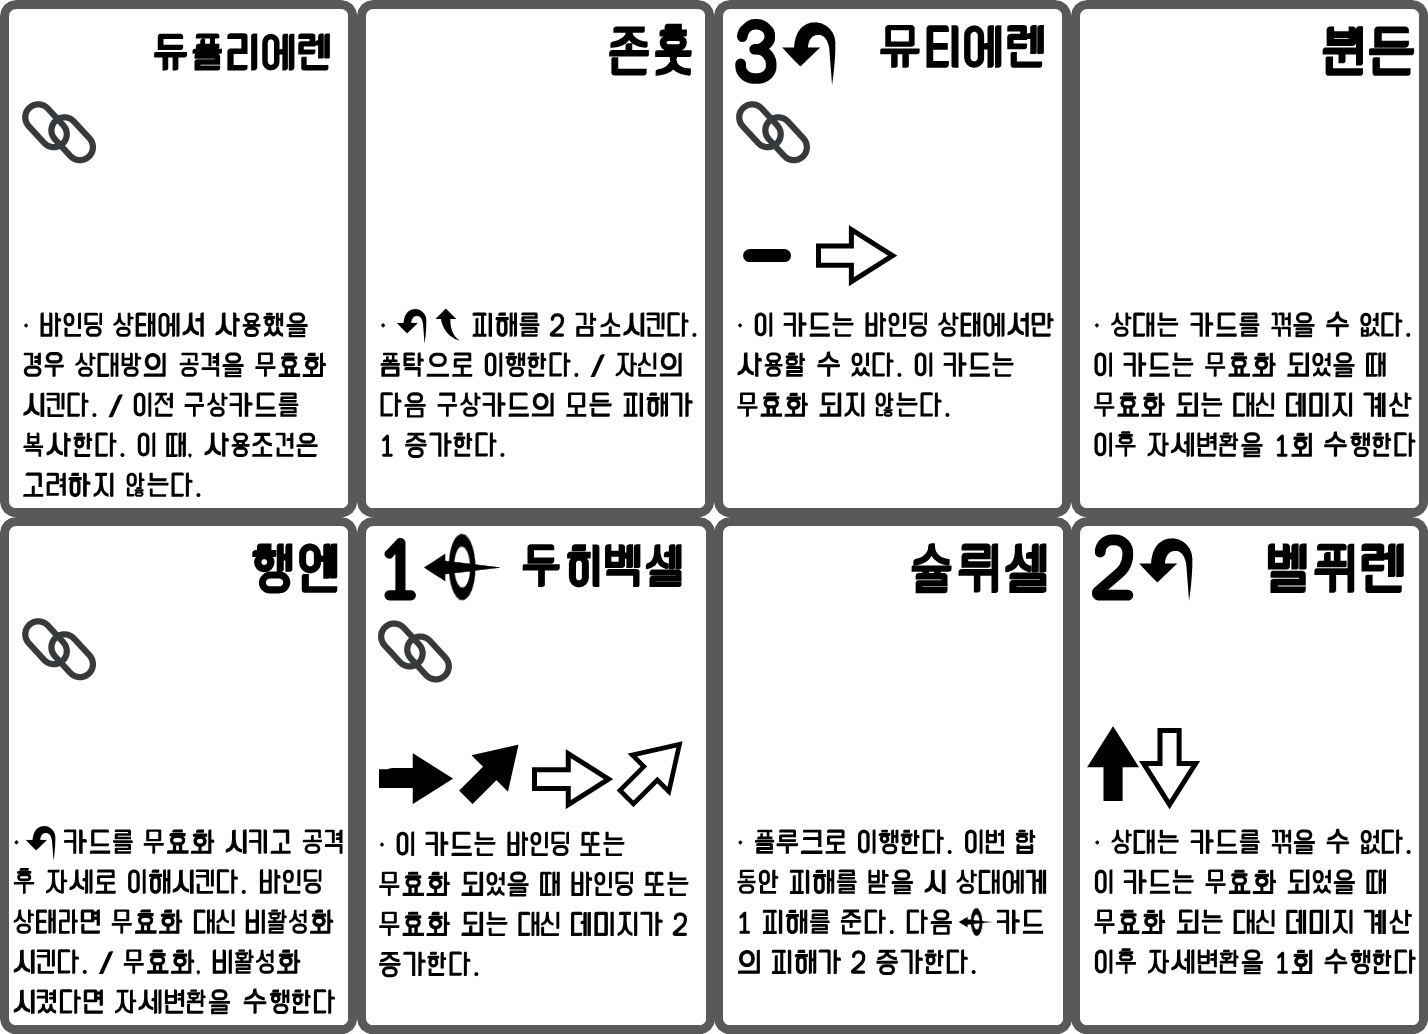 듀플리에렌
· 바인딩 상태에서 사용했을
경우 상대방의 공격을 무효화
시킨다. / 이전 구상카드를
복사한다. 이 때, 사용조건은
고려하지 않는다.
존훗
· 피해를 2 감소시킨다.
폼탁으로 이행한다. / 자신의
다음 구상카드의 모든 피해가
1 증가한다.
3 뮤티에렌
· 이 카드는 바인딩 상태에서만
사용할 수 있다. 이 카드는
무효화 되지 않는다.
뷘든
· 상대는 카드를 꺾을 수 없다.
이 카드는 무효화 되었을 때
무효화 되는 대신 데미지 계산
이후 자세변환을 1회 수행한다
행엔
· 카드를 무효화 시키고 공격
후 자세로 이해시킨다. 바인딩
상태라면 무효화 대신 비활성화
시킨다. / 무효화, 비활성화
시켰다면 자세변환을 수행한다
1 두히벡셀
· 이 카드는 바인딩 또는
무효화 되었을 때 바인딩 또는
무효화 되는 대신 데미지가 2
증가한다.
슐뤼셀
· 플루크로 이행한다. 이번 합
동안 피해를 받을 시 상대에게
1 피해를 준다. 다음 카드
의 피해가 2 증가한다.
2 벨퓌렌
· 상대는 카드를 꺾을 수 없다.
이 카드는 무효화 되었을 때
무효화 되는 대신 데미지 계산
이후 자세변환을 1회 수행한다